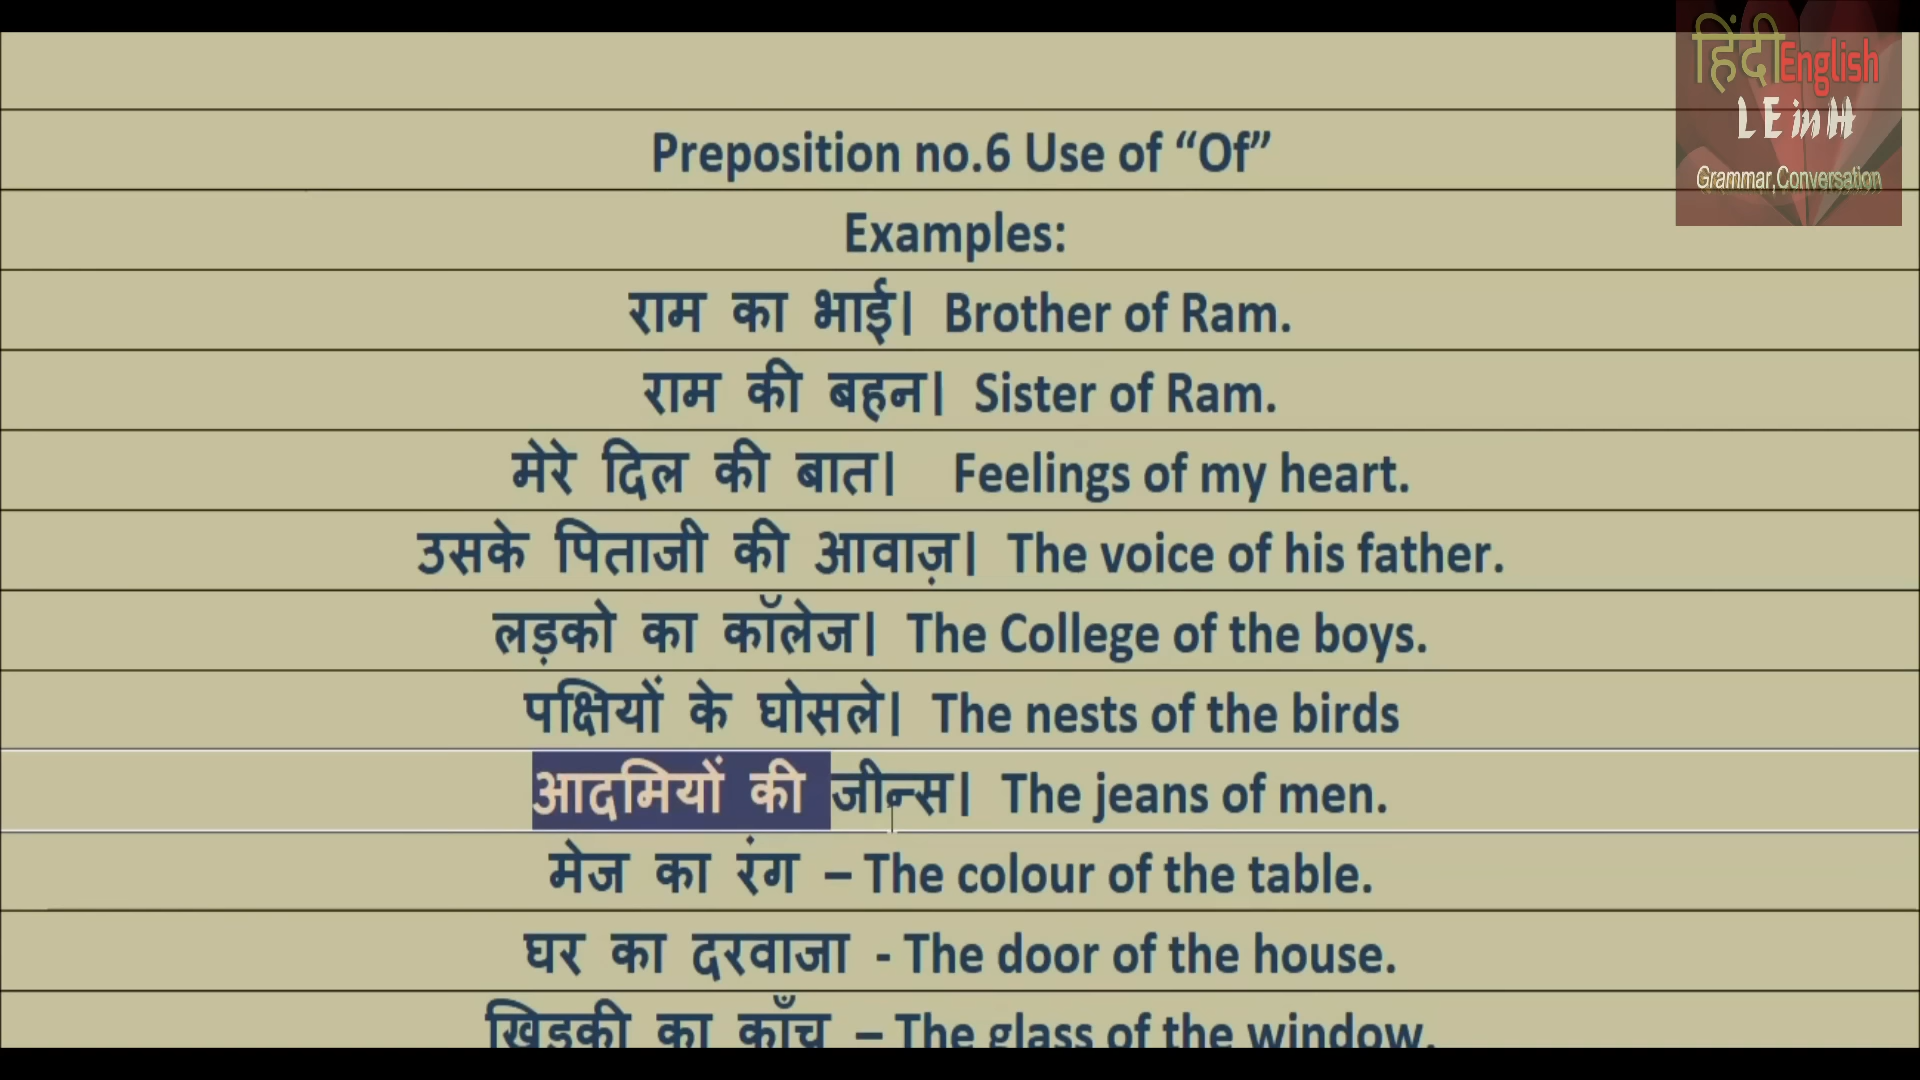 हिंदी English
L E in H
Grammar,Conversation
Preposition no.6 Use of “Of”
Examples:
राम का भाई| Brother of Ram.
राम की बहन| Sister of Ram.
मेरे दिल की बात| Feelings of my heart.
उसके पिताजी की आवाज़| The voice of his father.
लड़को का कॉलेज| The College of the boys.
पक्षियों के घोसले| The nests of the birds
आदमियों की जीन्स| The jeans of men.
मेज का रंग – The colour of the table.
घर का दरवाजा - The door of the house.
खिड़की का काँच – The glass of the window.